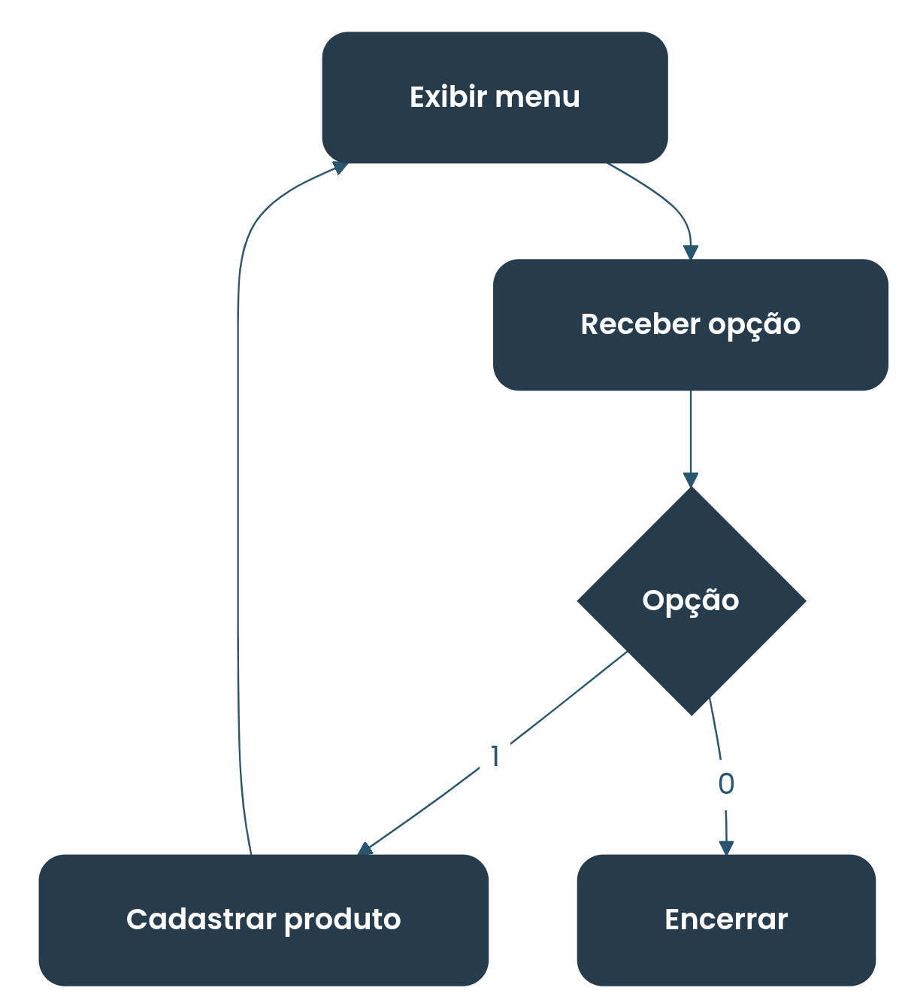 Exibir menu
Receber opção
Opção
1
0
Cadastrar produto
Encerrar